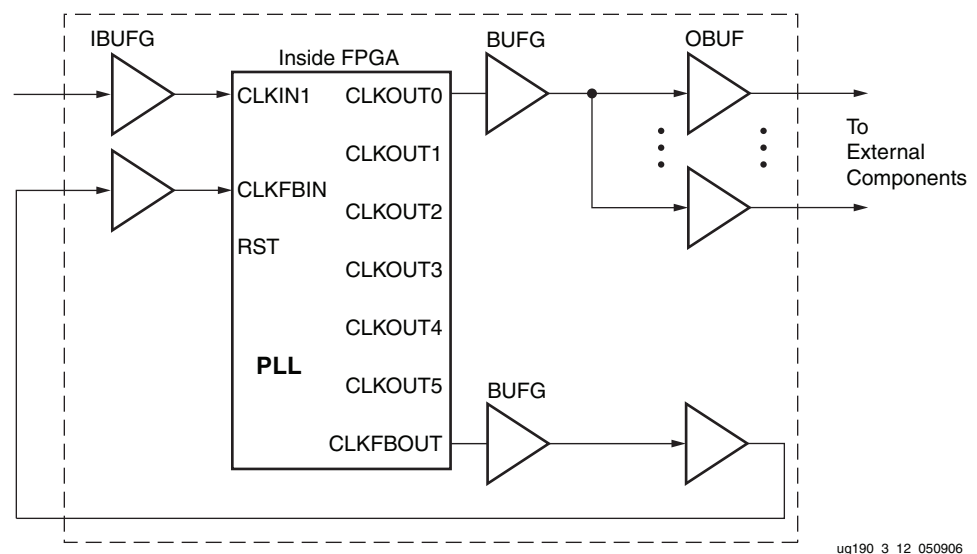 IBUFG
Inside FPGA
BUFG
OBUF
CLKIN1
CLKOUT0
To
External
Components
CLKOUT1
CLKFBIN
CLKOUT2
RST
CLKOUT3
CLKOUT4
PLL
CLKOUT5
BUFG
CLKFBOUT
ug190_3_12_050906